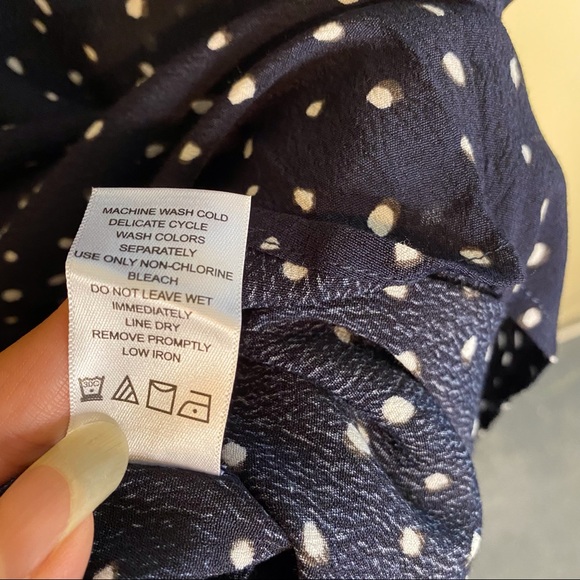 MACHINE WASH COLD
DELICATE CYCLE
WASH COLORS
SEPARATELY
USE ONLY NON-CHLORINE
BLEACH
DO NOT LEAVE WET
IMMEDIATELY
LINE DRY
REMOVE PROMPTLY
LOW IRON
30C